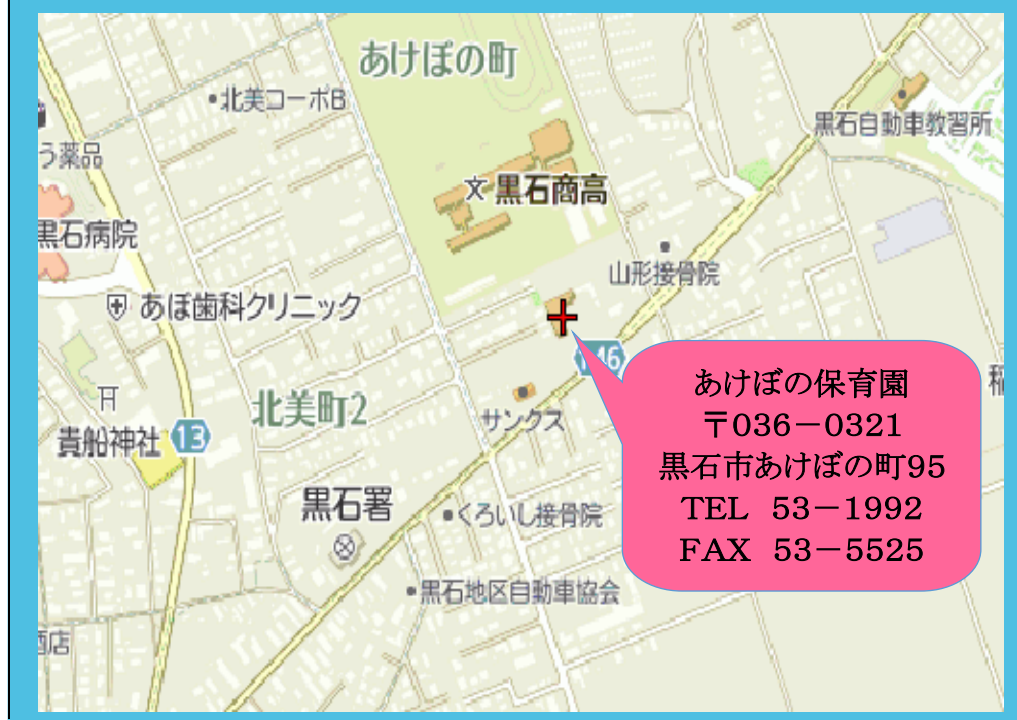 あけぼの町
北美コーポB
黒石自動車教習所
う薬品
文 黒石商高
黒石病院
山形接骨院
あぼ歯科クリニック
北美町2
サンクス
貴船神社
13
黒石署
くろいし接骨院
黒石地区自動車協会
酒店
稲
あけぼの保育園
〒036－0321
黒石市あけぼの町95
TEL 53－1992
FAX 53－5525